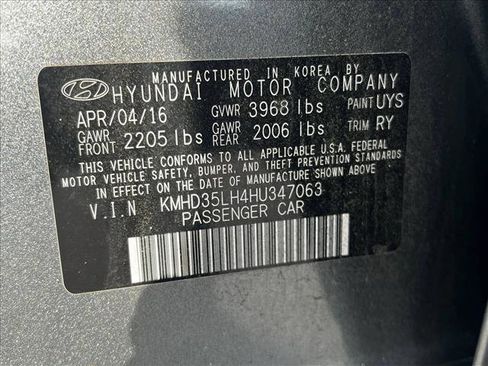 MANUFACTURED IN KOREA BY
HYUNDAI MOTOR COMPANY
APR/04/16 GVWR 3968 lbs PAINT UYS
GAWR FRONT 2205 lbs GAWR REAR 2006 lbs TRIM RY
THIS VEHICLE CONFORMS TO ALL APPLICABLE U.S.A. FEDERAL
MOTOR VEHICLE SAFETY, BUMPER, AND THEFT PREVENTION STANDARDS
IN EFFECT ON THE DATE OF MANUFACTURE SHOWN ABOVE.
V.I.N KMHD35LH4HU347063
PASSENGER CAR